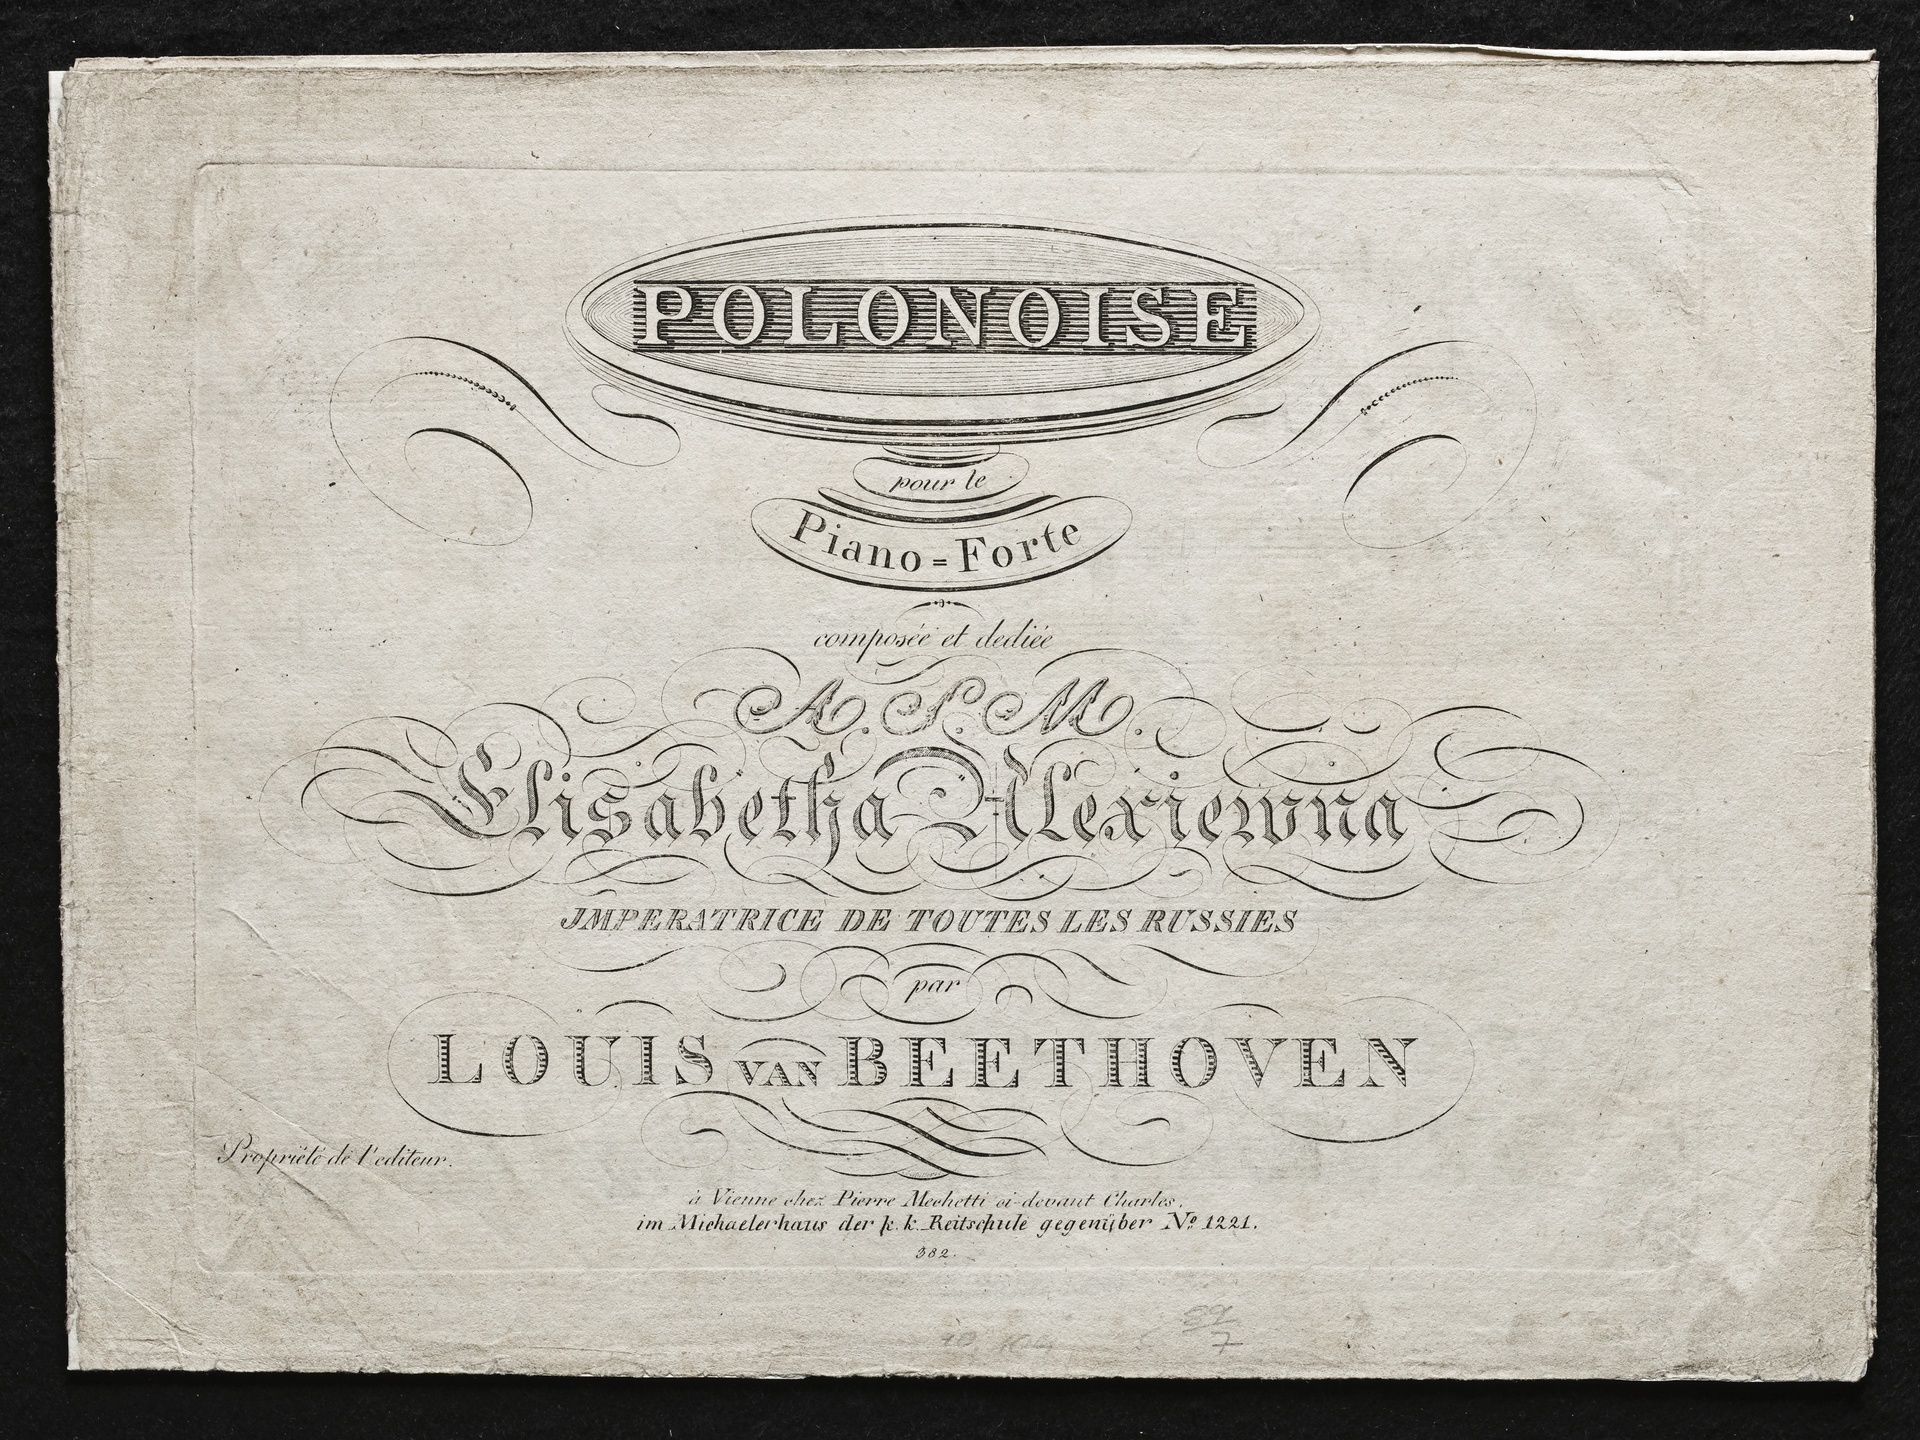 POLONOISE
pour le
Piano=Forte
composée et dediée
A. S. M.
Elisabetha Alexiewna
JMPERATRICE DE TOUTES LES RUSSIES
par
LOUIS VAN BEETHOVEN
Propriété de l'editeur.
à Vienne chez Pierre Mechetti ci-devant Charles,
im Michaelerhaus der k. k. Reitschule gegenüber Nº 1221.
382.